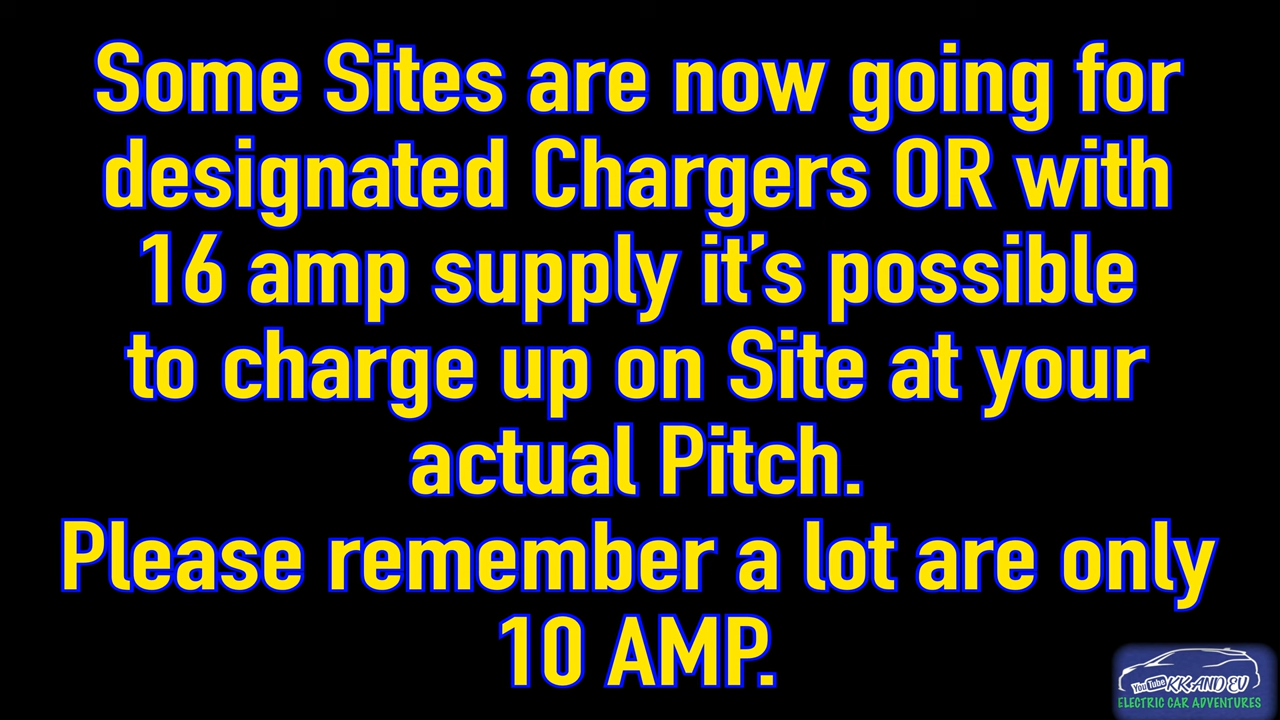 Some Sites are now going for
designated Chargers OR with
16 amp supply it's possible
to charge up on Site at your
actual Pitch.
Please remember a lot are only
10 AMP.
YouTube KK AND EV
ELECTRIC CAR ADVENTURES